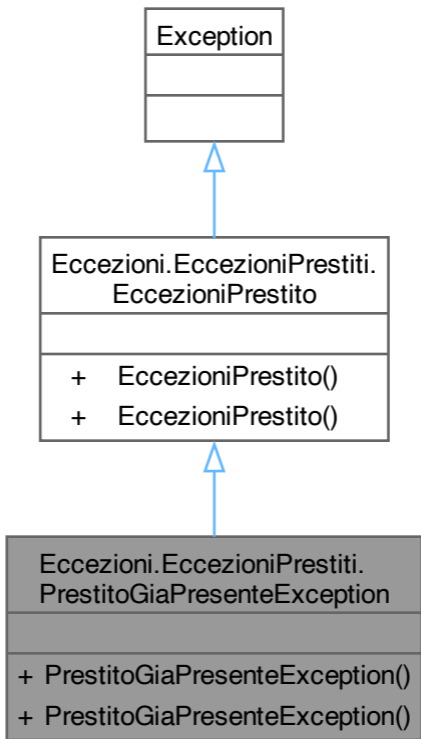 Exception
Eccezioni.EccezioniPrestiti.
EccezioniPrestito
+ EccezioniPrestito()
+ EccezioniPrestito()
Eccezioni.EccezioniPrestiti.
PrestitoGiaPresenteException
+ PrestitoGiaPresenteException()
+ PrestitoGiaPresenteException()